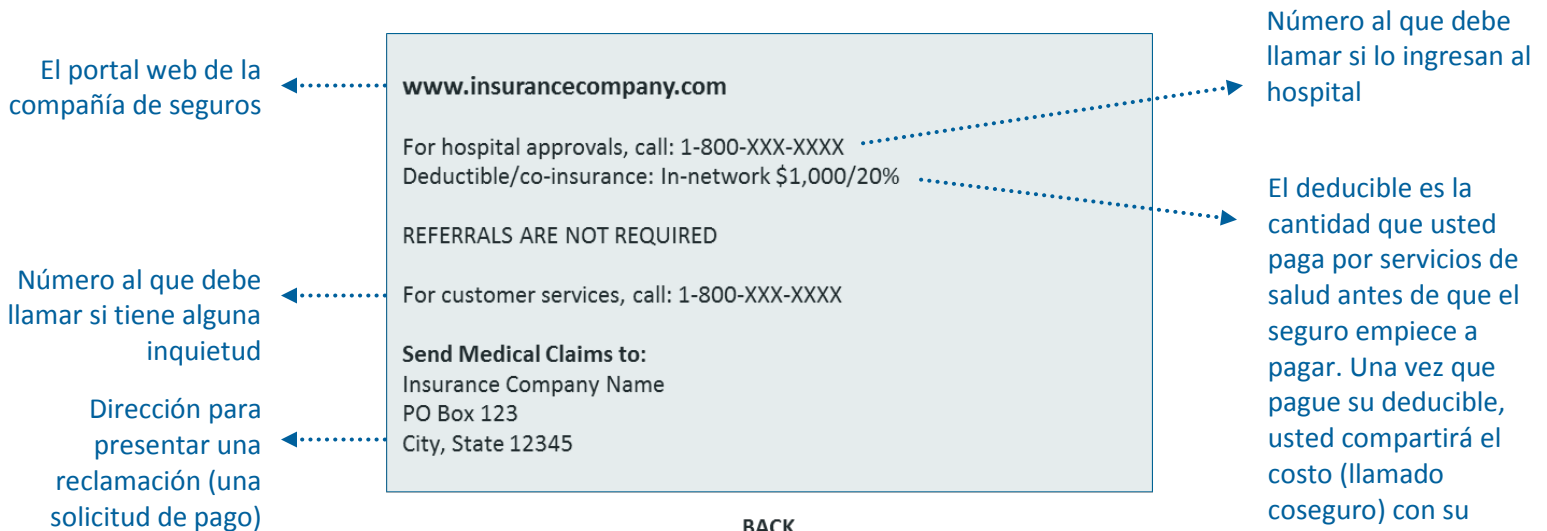 El portal web de la
compañía de seguros
Número al que debe
llamar si tiene alguna
inquietud
Dirección para
presentar una
reclamación (una
solicitud de pago)
www.insurancecompany.com
For hospital approvals, call: 1-800-XXX-XXXX
Deductible/co-insurance: In-network $1,000/20%
REFERRALS ARE NOT REQUIRED
For customer services, call: 1-800-XXX-XXXX
Send Medical Claims to:
Insurance Company Name
PO Box 123
City, State 12345
BACK
Número al que debe
llamar si lo ingresan al
hospital
El deducible es la
cantidad que usted
paga por servicios de
salud antes de que el
seguro empiece a
pagar. Una vez que
pague su deducible,
usted compartirá el
costo (llamado
coseguro) con su